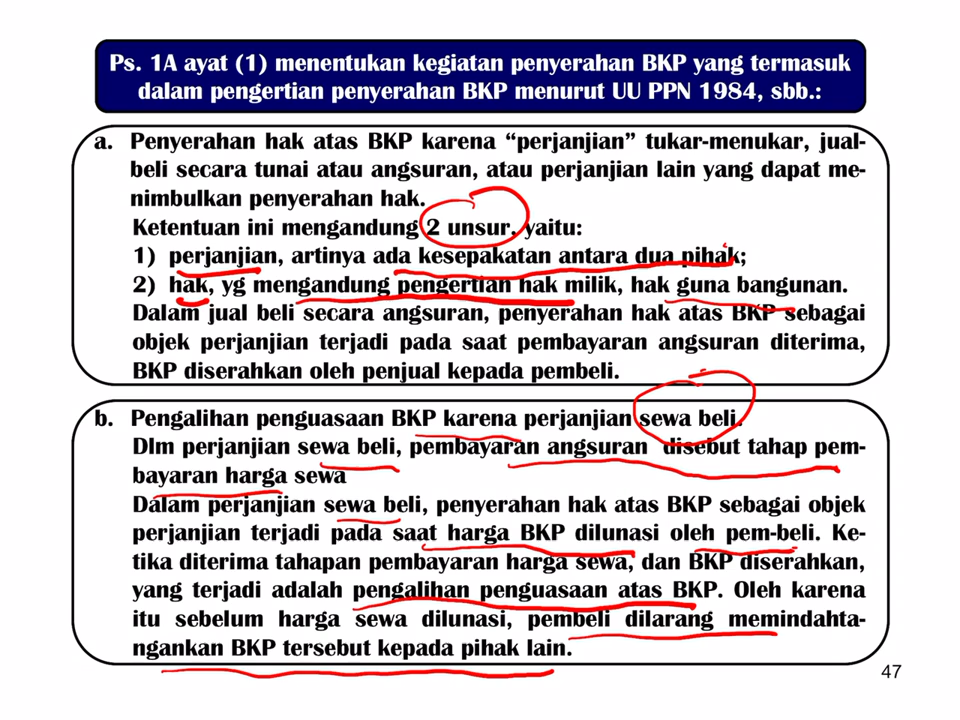 Ps. 1A ayat (1) menentukan kegiatan penyerahan BKP yang termasuk
dalam pengertian penyerahan BKP menurut UU PPN 1984, sbb.:
a. Penyerahan hak atas BKP karena “perjanjian” tukar-menukar, jual-
beli secara tunai atau angsuran, atau perjanjian lain yang dapat me-
nimbulkan penyerahan hak.
Ketentuan ini mengandung 2 unsur, yaitu:
1) perjanjian, artinya ada kesepakatan antara dua pihak;
2) hak, yg mengandung pengertian hak milik, hak guna bangunan.
Dalam jual beli secara angsuran, penyerahan hak atas BKP sebagai
objek perjanjian terjadi pada saat pembayaran angsuran diterima,
BKP diserahkan oleh penjual kepada pembeli.
b. Pengalihan penguasaan BKP karena perjanjian sewa beli.
Dlm perjanjian sewa beli, pembayaran angsuran disebut tahap pem-
bayaran harga sewa
Dalam perjanjian sewa beli, penyerahan hak atas BKP sebagai objek
perjanjian terjadi pada saat harga BKP dilunasi oleh pem-beli. Ke-
tika diterima tahapan pembayaran harga sewa, dan BKP diserahkan,
yang terjadi adalah pengalihan penguasaan atas BKP. Oleh karena
itu sebelum harga sewa dilunasi, pembeli dilarang memindahta-
ngankan BKP tersebut kepada pihak lain.
47